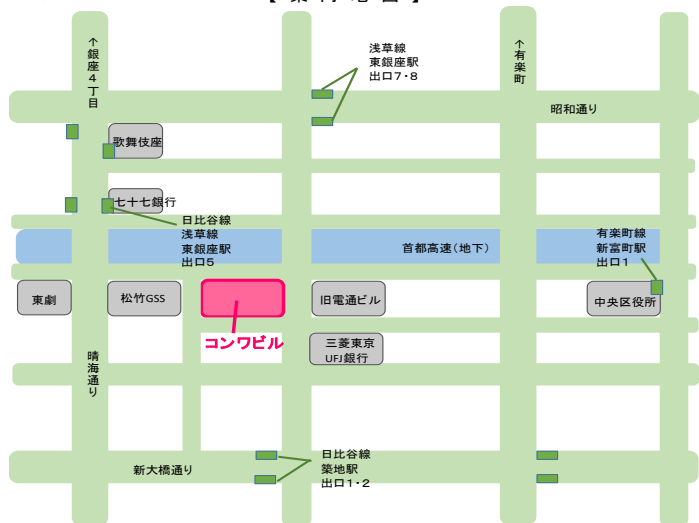 【案内地図】
↑銀座4丁目
浅草線
東銀座駅
出口7・8
↑有楽町
昭和通り
歌舞伎座
七十七銀行
日比谷線
浅草線
東銀座駅
出口5
首都高速(地下)
有楽町線
新富町駅
出口1
東劇
松竹GSS
旧電通ビル
中央区役所
コンワビル
三菱東京
UFJ銀行
晴海通り
新大橋通り
日比谷線
築地駅
出口1・2